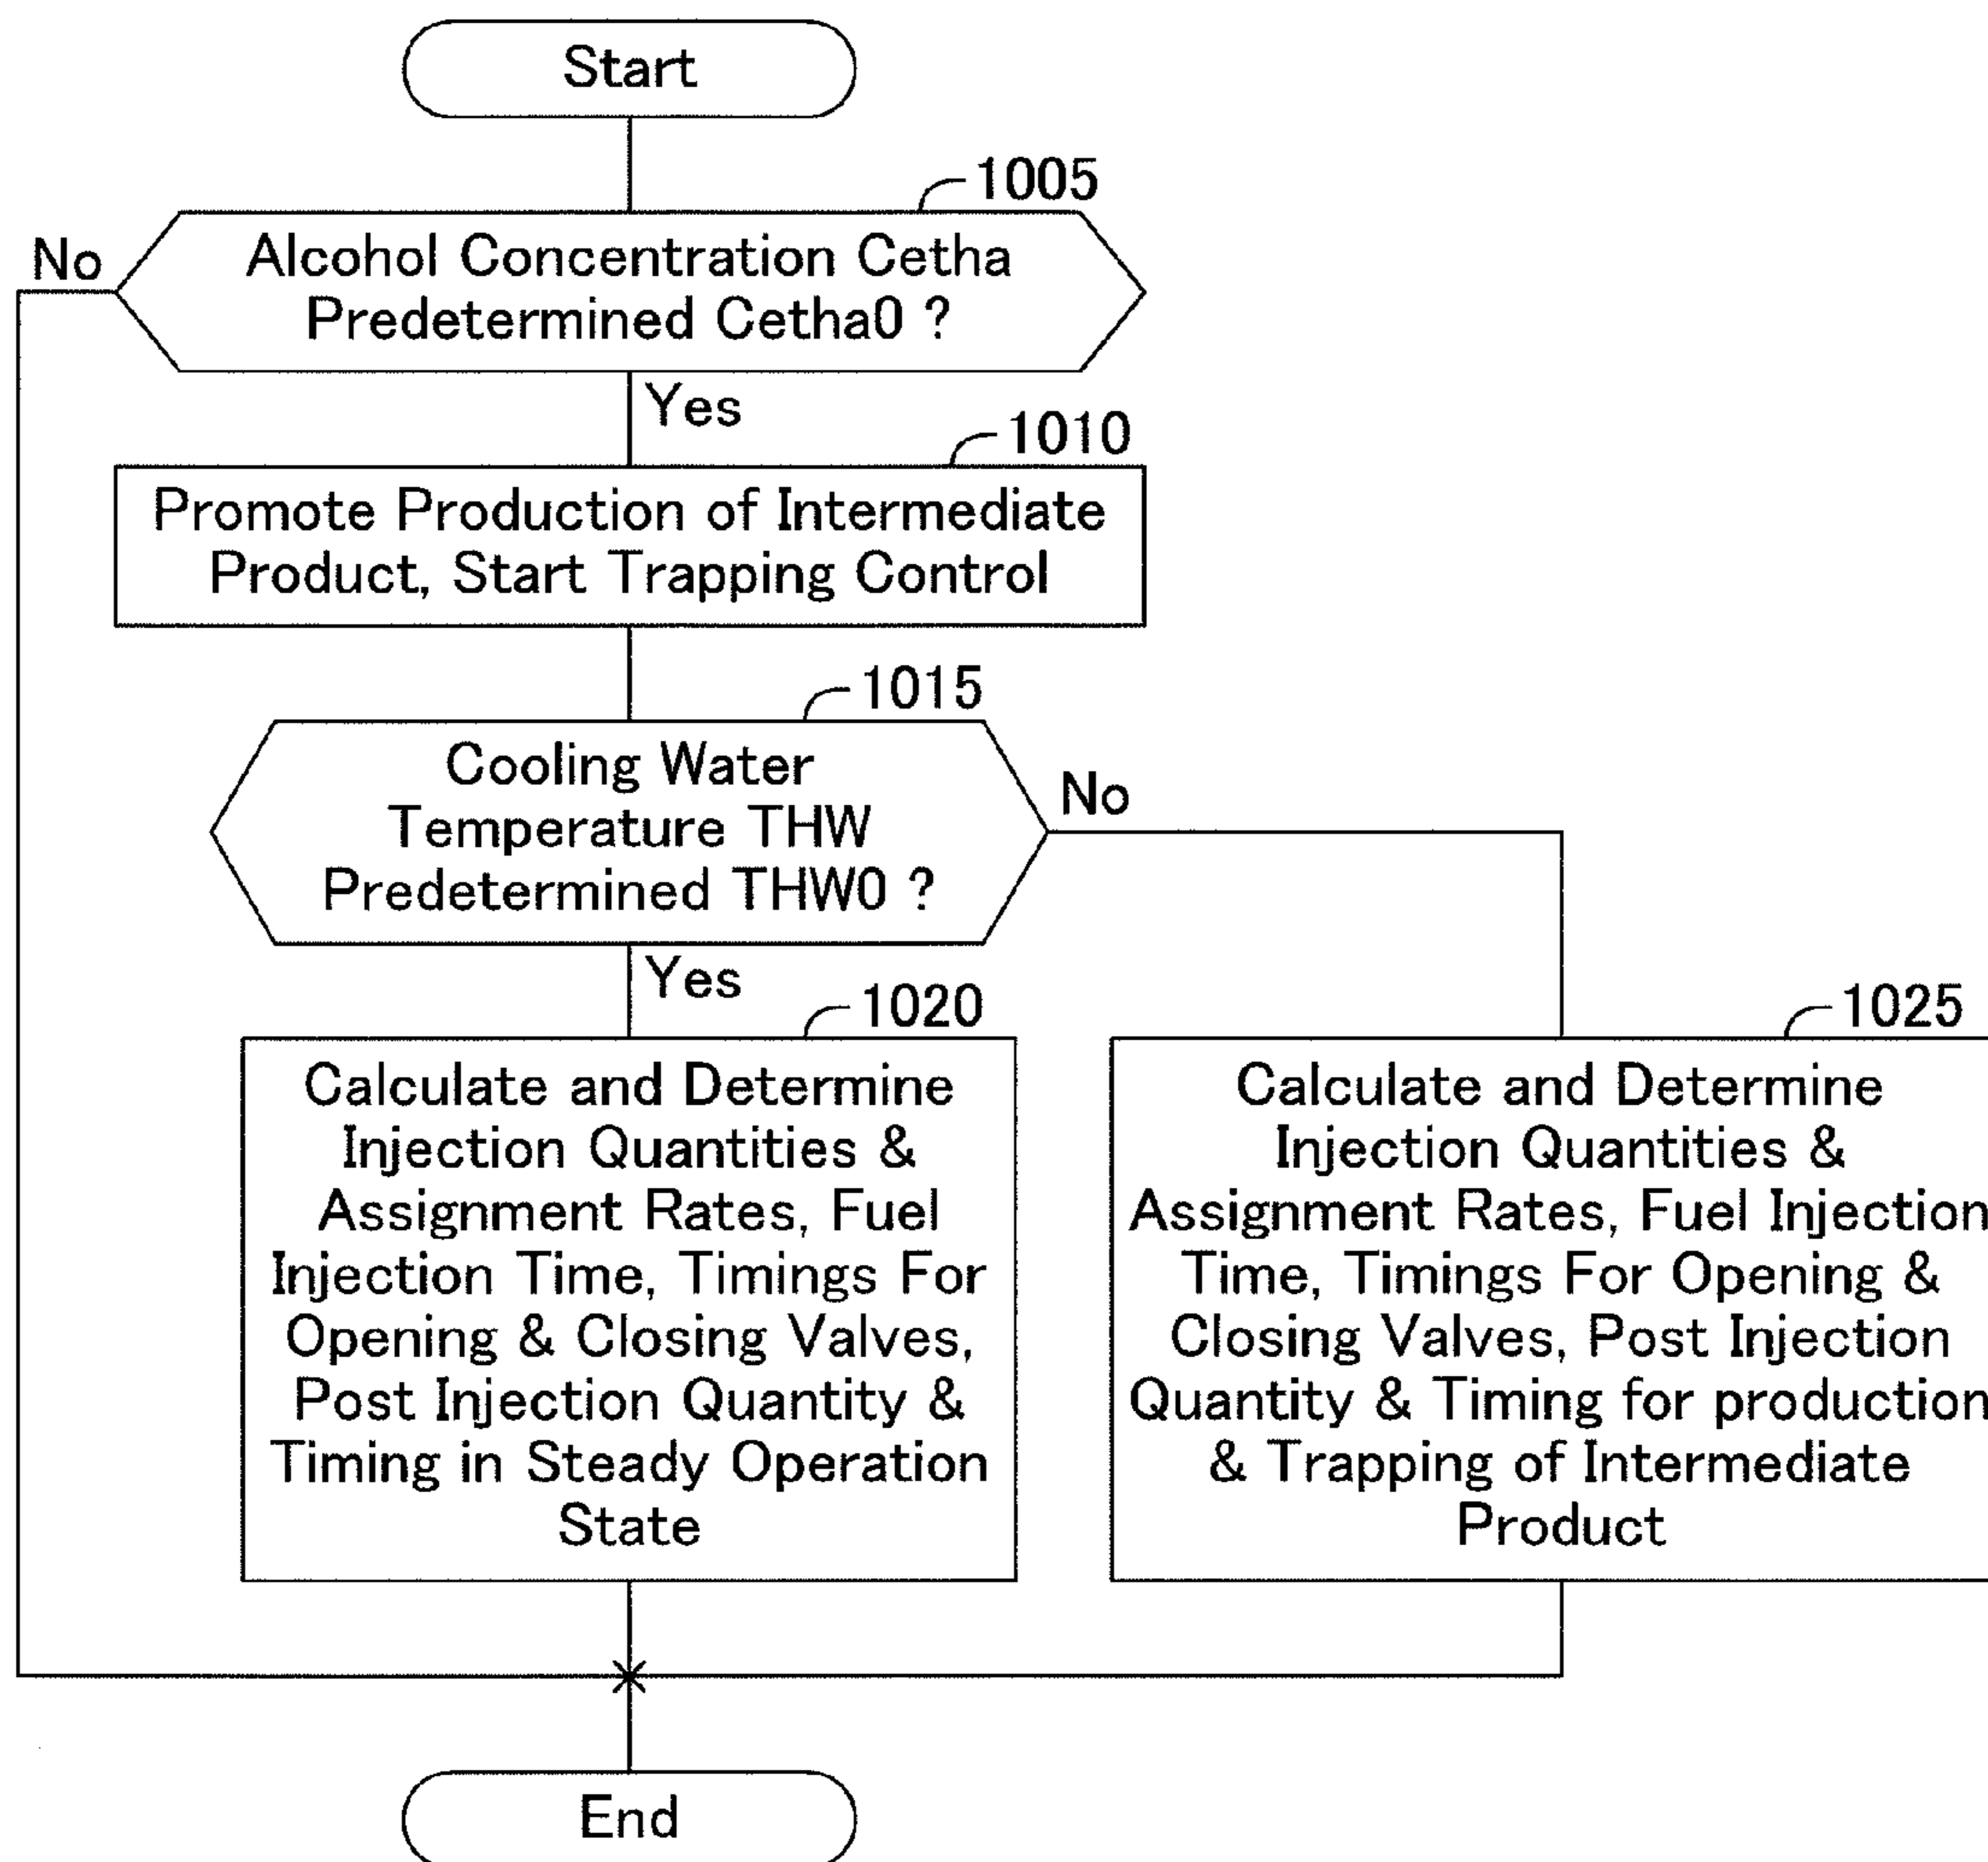 Start
1005
No
Alcohol Concentration Cetha
Predetermined Cetha0 ?
Yes
1010
Promote Production of Intermediate
Product, Start Trapping Control
1015
Cooling Water
Temperature THW
Predetermined THW0 ?
No
Yes
1020
Calculate and Determine
Injection Quantities &
Assignment Rates, Fuel
Injection Time, Timings For
Opening & Closing Valves,
Post Injection Quantity &
Timing in Steady Operation
State
1025
Calculate and Determine
Injection Quantities &
Assignment Rates, Fuel Injection
Time, Timings For Opening &
Closing Valves, Post Injection
Quantity & Timing for production
& Trapping of Intermediate
Product
End